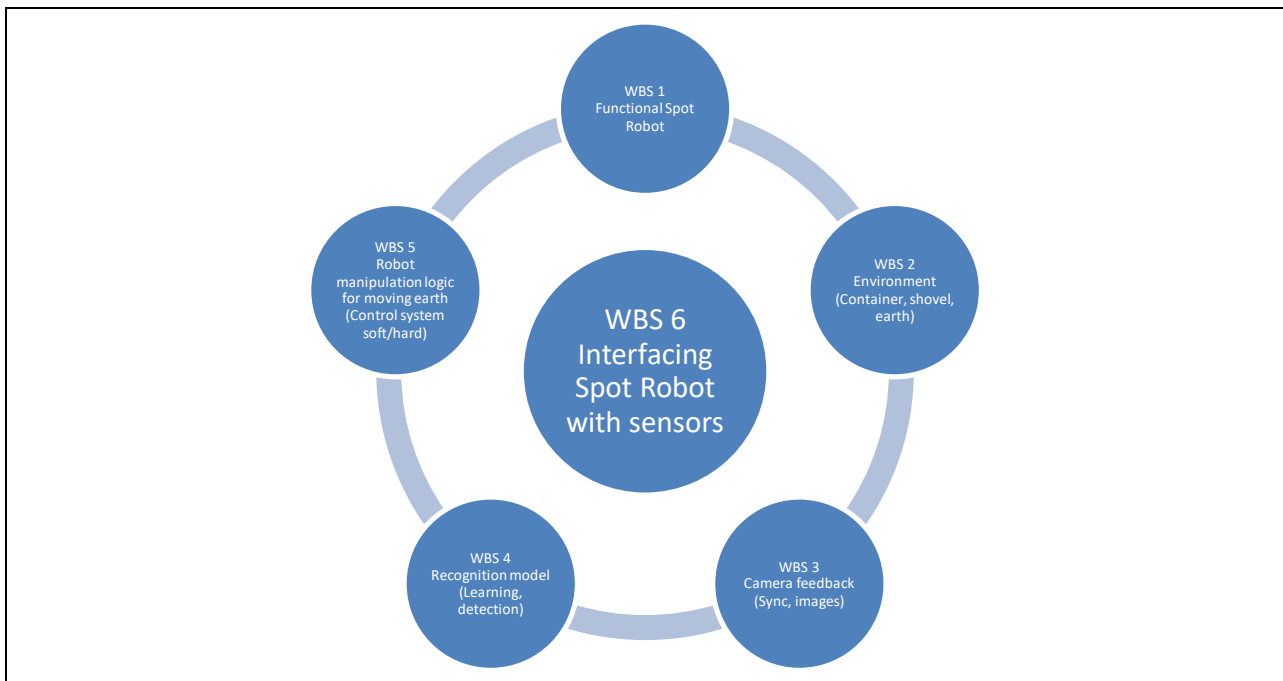 WBS 1
Functional Spot
Robot
WBS 2
Environment
(Container, shovel,
earth)
WBS 3
Camera feedback
(Sync, images)
WBS 4
Recognition model
(Learning,
detection)
WBS 5
Robot
manipulation logic
for moving earth
(Control system
soft/hard)
WBS 6
Interfacing
Spot Robot
with sensors